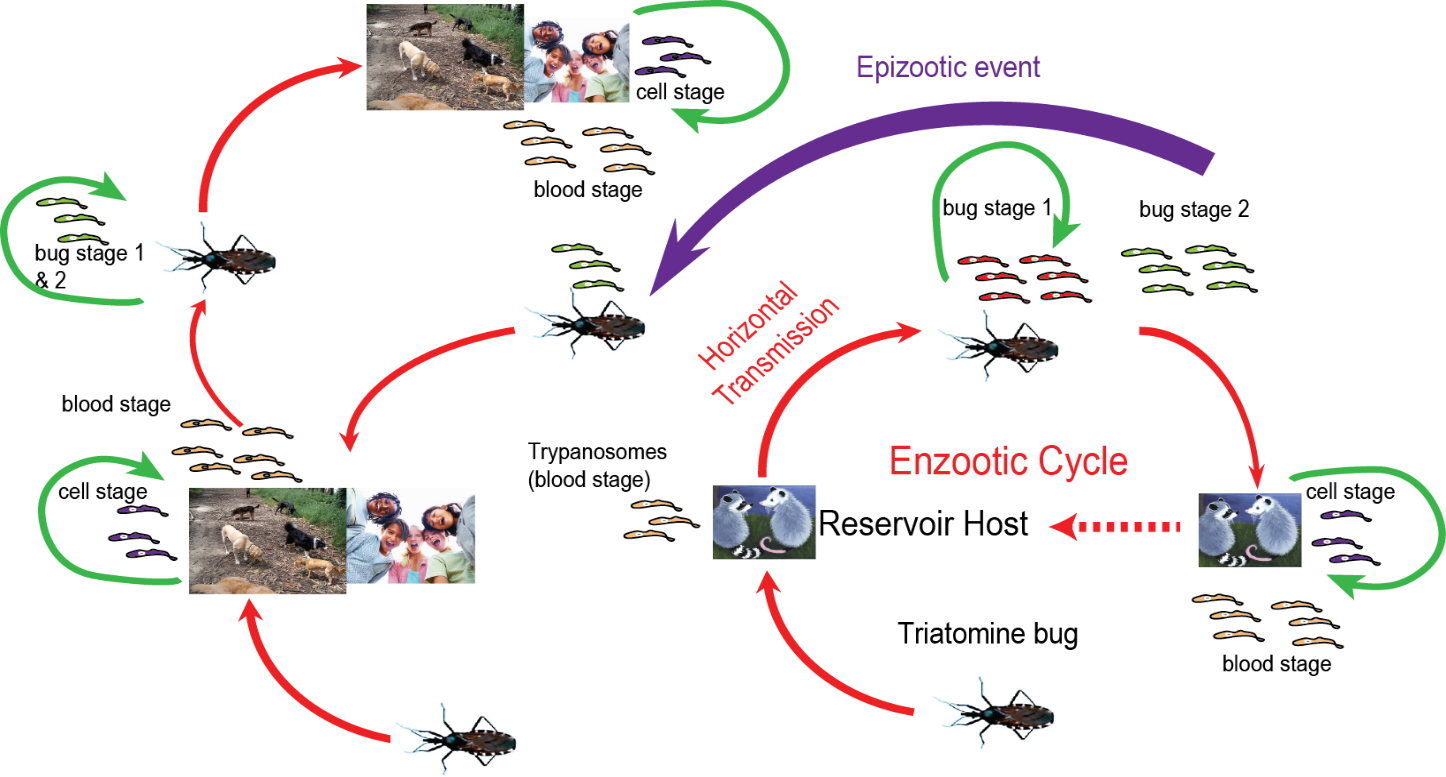 cell stage
blood stage
Epizootic event
bug stage 1
bug stage 2
bug stage 1
& 2
Horizontal
Transmission
blood stage
cell stage
Trypanosomes
(blood stage)
Enzootic Cycle
Reservoir Host
cell stage
Triatomine bug
blood stage